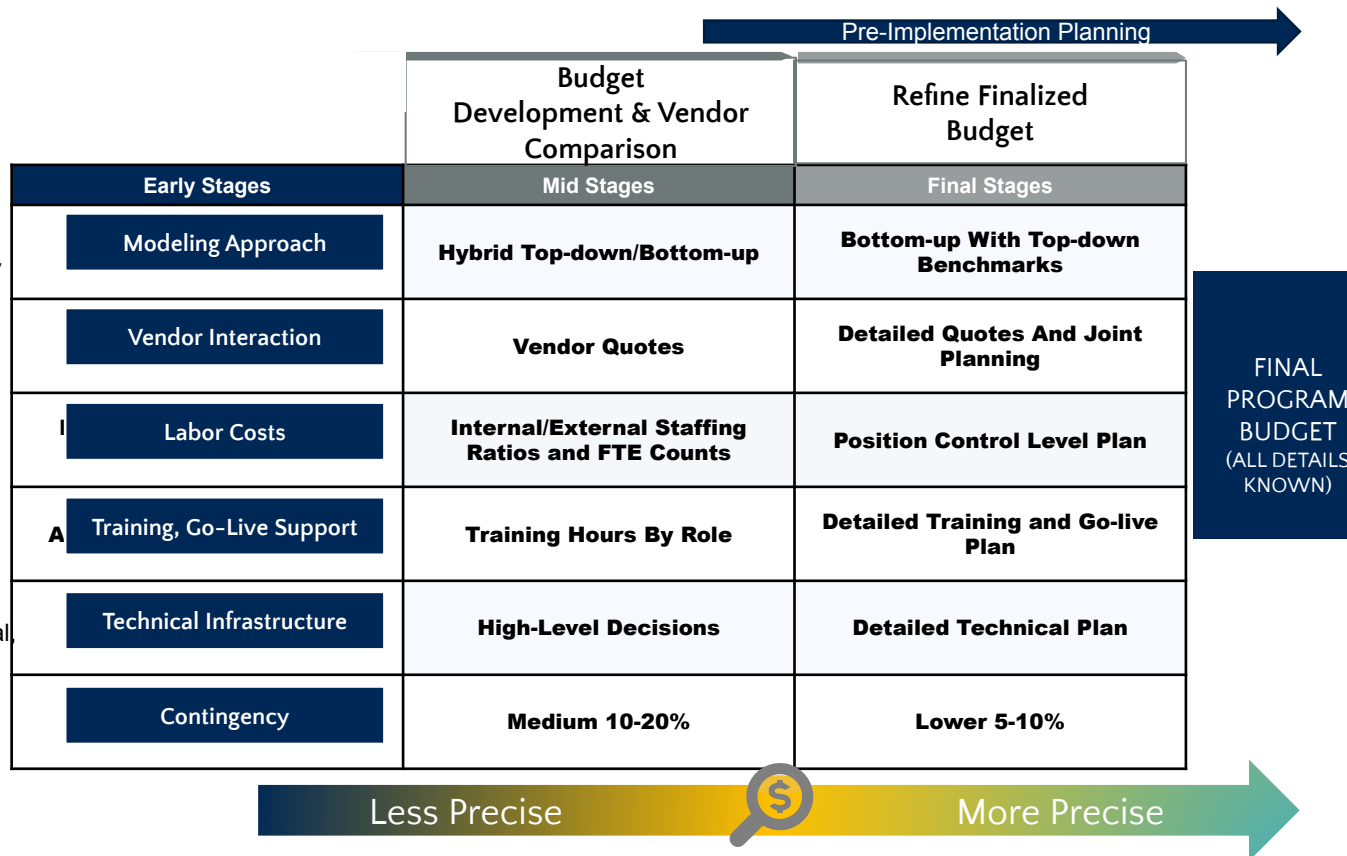 Pre-Implementation Planning
Budget
Development & Vendor
Comparison
Refine Finalized
Budget
Early Stages
Mid Stages
Final Stages
Modeling Approach
Hybrid Top-down/Bottom-up
Bottom-up With Top-down
Benchmarks
Vendor Interaction
Vendor Quotes
Detailed Quotes And Joint
Planning
Labor Costs
Internal/External Staffing
Ratios and FTE Counts
Position Control Level Plan
A
Training, Go-Live Support
Training Hours By Role
Detailed Training and Go-live
Plan
al,
Technical Infrastructure
High-Level Decisions
Detailed Technical Plan
Contingency
Medium 10-20%
Lower 5-10%
FINAL
PROGRAM
BUDGET
(ALL DETAILS
KNOWN)
Less Precise
$
More Precise